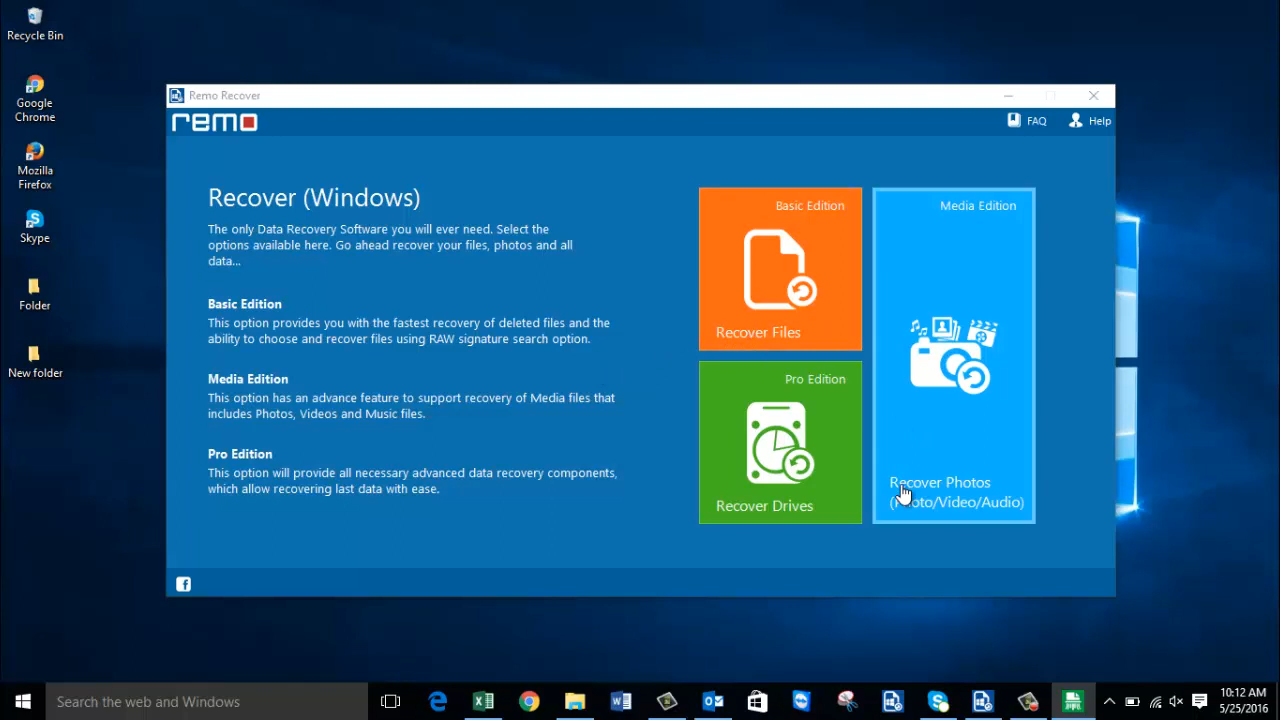 Recycle Bin
Google
Chrome
Mozilla
Firefox
Skype
Folder
New folder
Remo Recover
remo
FAQ
Help
Recover (Windows)
The only Data Recovery Software you will ever need. Select the
options available here. Go ahead recover your files, photos and all
data...
Basic Edition
This option provides you with the fastest recovery of deleted files and the
ability to choose and recover files using RAW signature search option.
Media Edition
This option has an advance feature to support recovery of Media files that
includes Photos, Videos and Music files.
Pro Edition
This option will provide all necessary advanced data recovery components,
which allow recovering last data with ease.
Basic Edition
Recover Files
Pro Edition
Recover Drives
Media Edition
Recover Photos
(Photo/Video/Audio)
Search the web and Windows
10:12 AM
5/25/2016